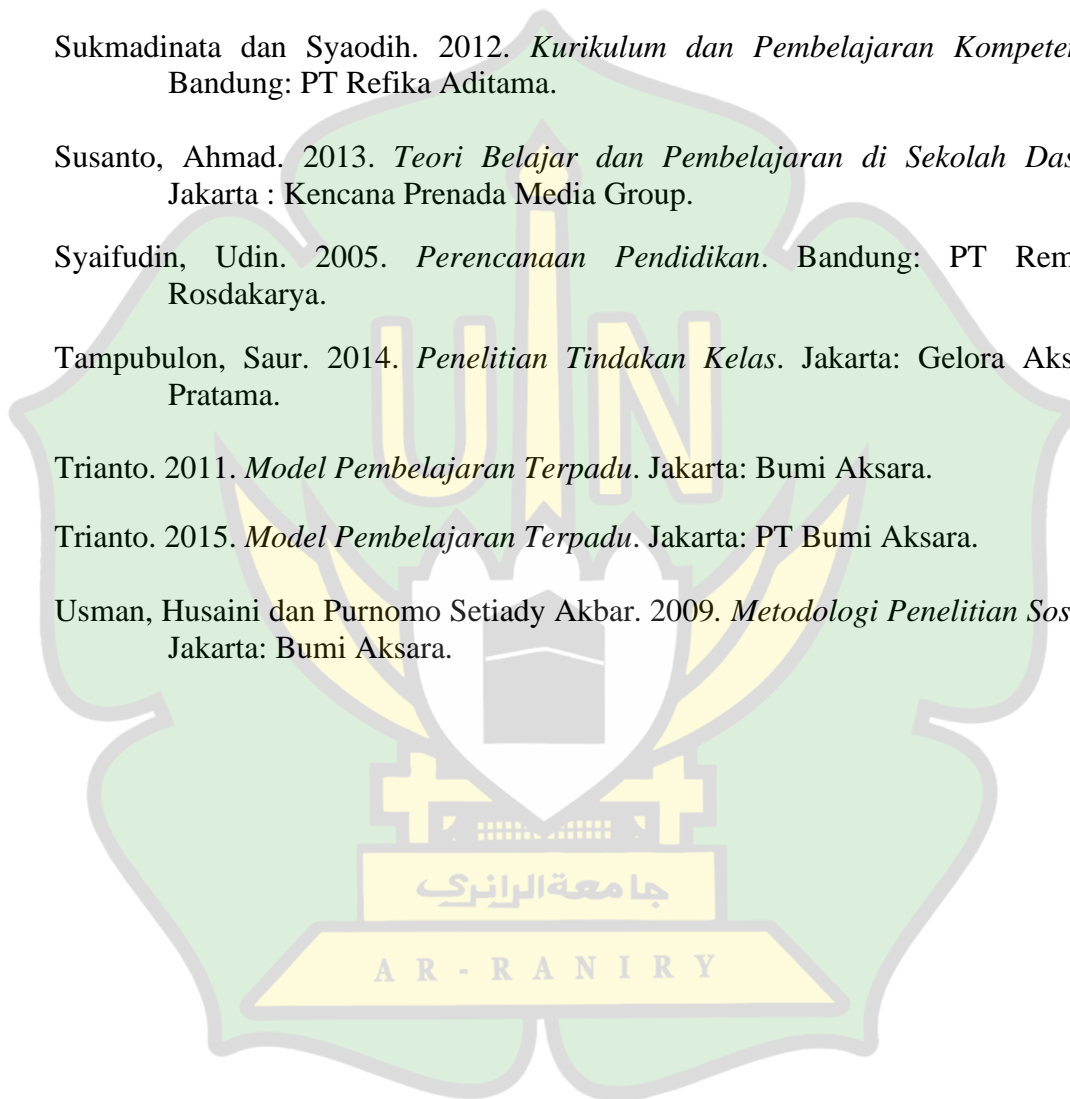 Sukmadinata dan Syaodih. 2012. Kurikulum dan Pembelajaran Kompeten
Bandung: PT Refika Aditama.
Susanto, Ahmad. 2013. Teori Belajar dan Pembelajaran di Sekolah Das
Jakarta : Kencana Prenada Media Group.
Syaifudin, Udin. 2005. Perencanaan Pendidikan. Bandung: PT Rem
Rosdakarya.
Tampubulon, Saur. 2014. Penelitian Tindakan Kelas. Jakarta: Gelora Aks
Pratama.
Trianto. 2011. Model Pembelajaran Terpadu. Jakarta: Bumi Aksara.
Trianto. 2015. Model Pembelajaran Terpadu. Jakarta: PT Bumi Aksara.
Usman, Husaini dan Purnomo Setiady Akbar. 2009. Metodologi Penelitian Sos
Jakarta: Bumi Aksara.
UIN
جامعة الرانري
AR-RANIRY